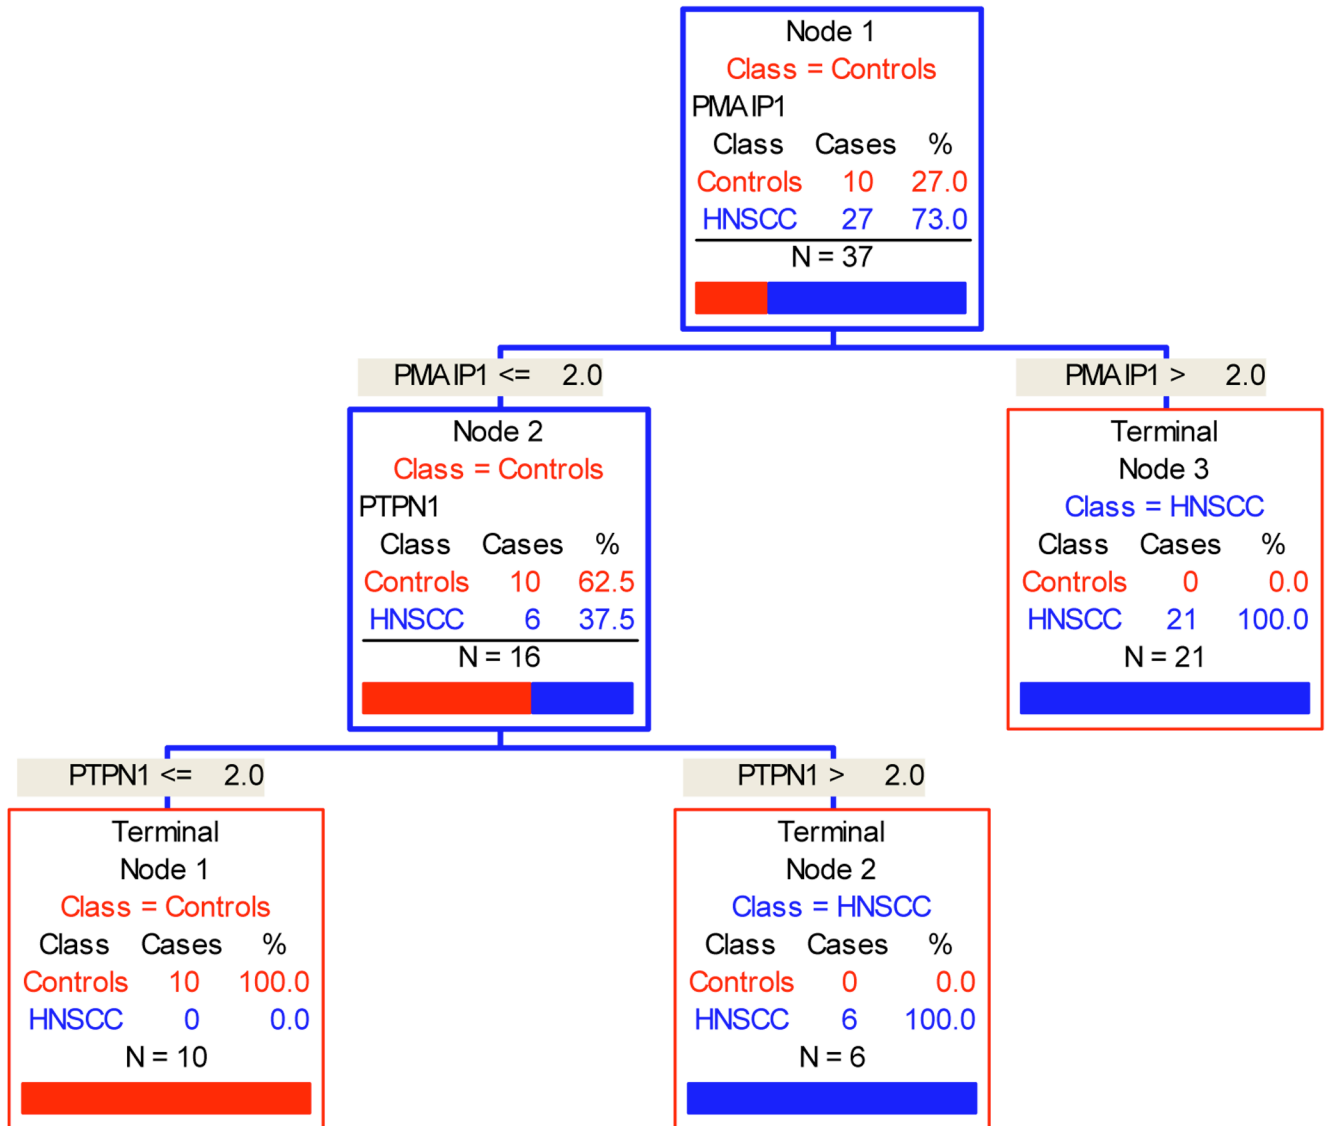 Node 1
Class = Controls
PMAIP1
Class Cases %
Controls 10 27.0
HNSCC 27 73.0
N = 37
PMAIP1 <= 2.0
PMAIP1 > 2.0
Node 2
Class = Controls
PTPN1
Class Cases %
Controls 10 62.5
HNSCC 6 37.5
N = 16
Terminal
Node 3
Class = HNSCC
Class Cases %
Controls 0 0.0
HNSCC 21 100.0
N = 21
PTPN1 <= 2.0
PTPN1 > 2.0
Terminal
Node 1
Class = Controls
Class Cases %
Controls 10 100.0
HNSCC 0 0.0
N = 10
Terminal
Node 2
Class = HNSCC
Class Cases %
Controls 0 0.0
HNSCC 6 100.0
N = 6